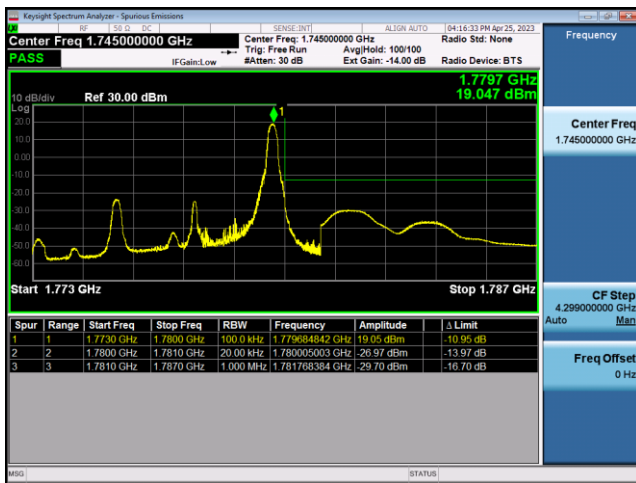 Keysight Spectrum Analyzer - Spurious Emissions
RF 50 Ω DC SENSE:INT ALIGN AUTO 04:16:33 PM Apr 25, 2023
Center Freq 1.745000000 GHz
Center Freq: 1.745000000 GHz
Radio Std: None
Trig: Free Run Avg|Hold: 100/100
PASS
IFGain:Low
#Atten: 30 dB Ext Gain: -14.00 dB Radio Device: BTS
1.7797 GHz
19.047 dBm
10 dB/div Ref 30.00 dBm
Log
1
20.0
10.0
0.00
-10.0
-20.0
-30.0
-40.0
-50.0
-60.0
Start 1.773 GHz Stop 1.787 GHz
Spur Range Start Freq Stop Freq RBW Frequency Amplitude Δ Limit
1 1 1.7730 GHz 1.7800 GHz 100.0 kHz 1.779684842 GHz 19.05 dBm -10.95 dB
2 2 1.7800 GHz 1.7810 GHz 20.00 kHz 1.780005003 GHz -26.97 dBm -13.97 dB
3 3 1.7810 GHz 1.7870 GHz 1.000 MHz 1.781768384 GHz -29.70 dBm -16.70 dB
MSG STATUS
Frequency
Center Freq
1.745000000 GHz
CF Step
4.299000000 GHz
Auto Man
Freq Offset
0 Hz